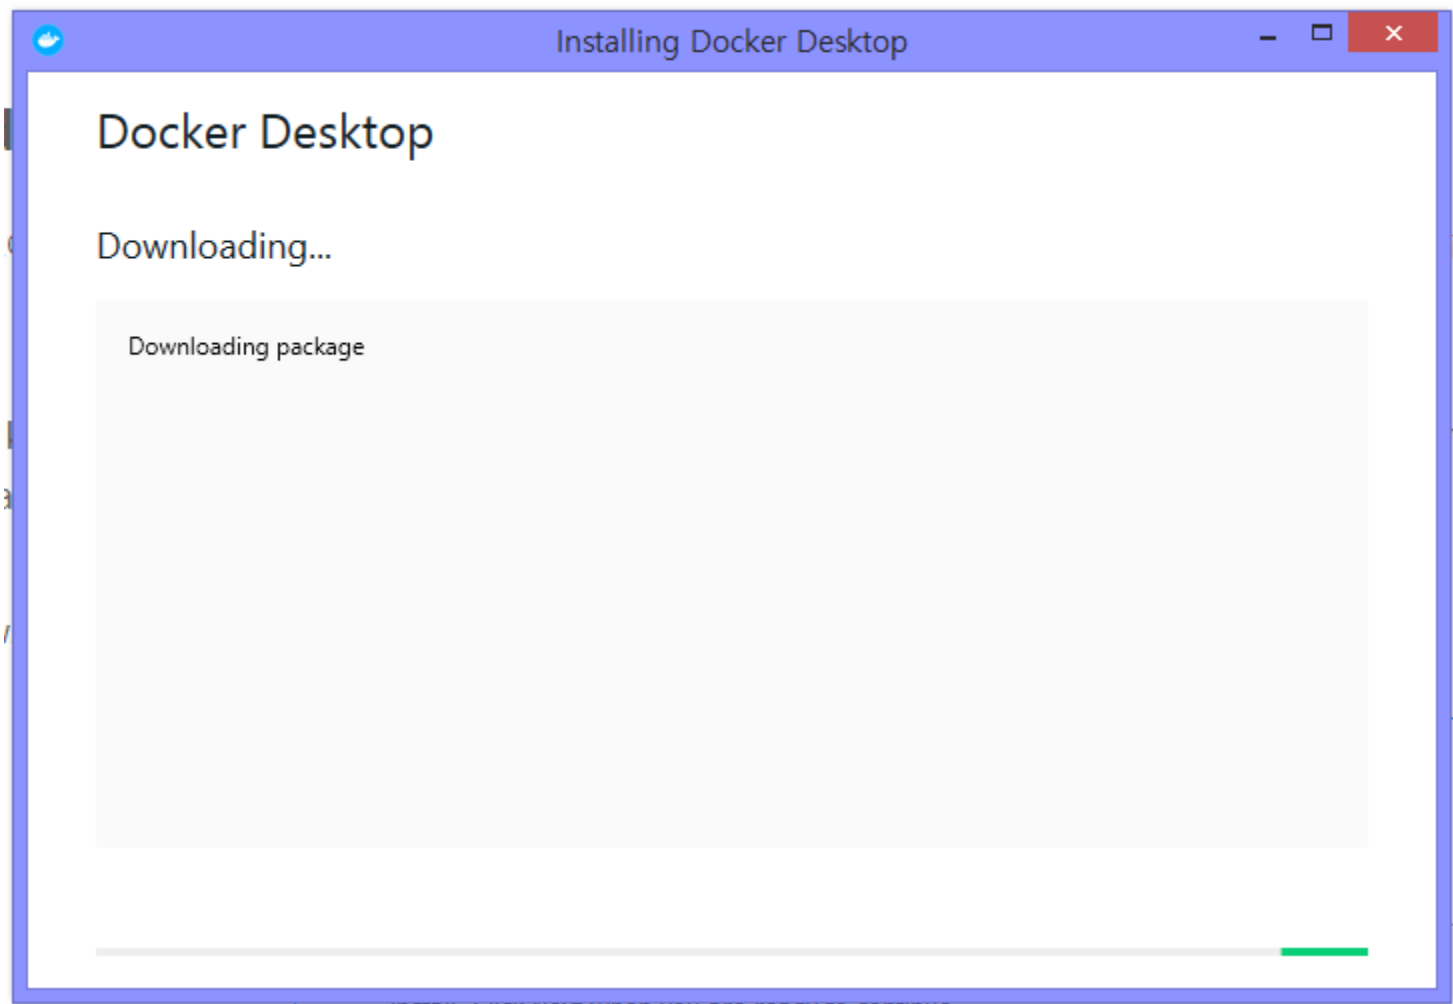 Installing Docker Desktop
Docker Desktop
Downloading...
Downloading package